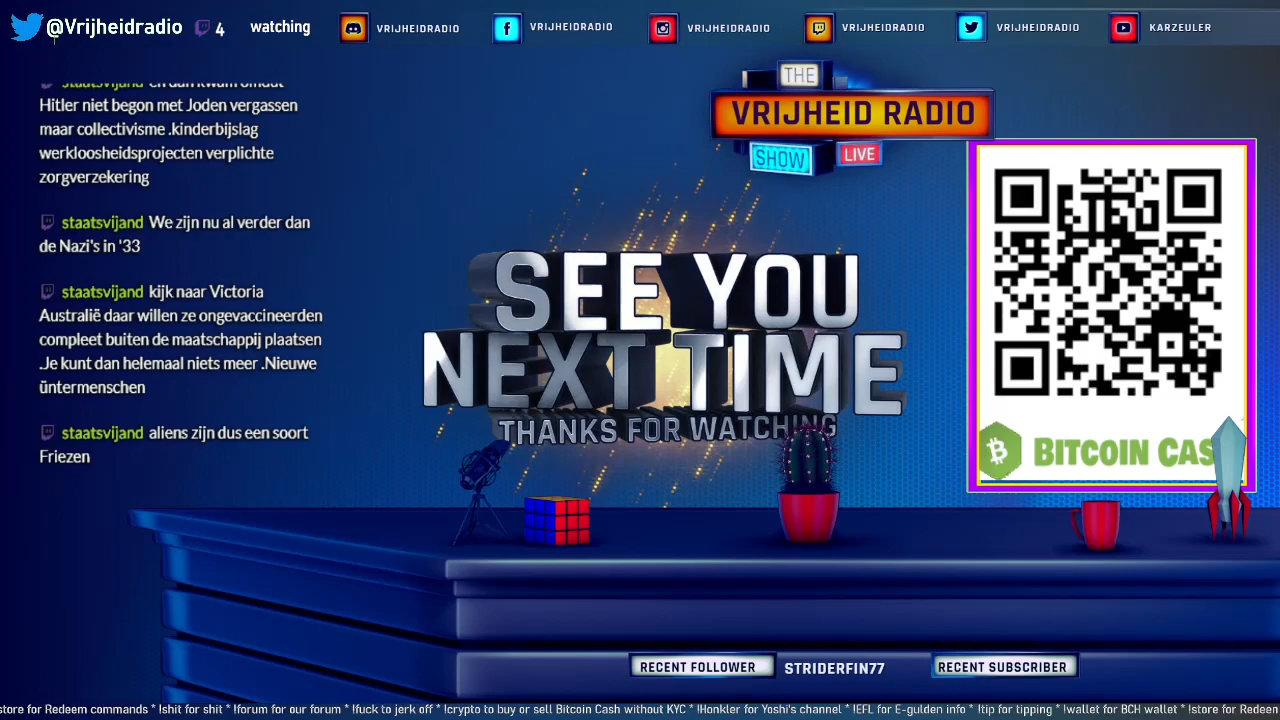 @Vrijheidradio 4 watching VRIJHEIDRADIO VRIJHEIDRADIO VRIJHEIDRADIO VRIJHEIDRADIO VRIJHEIDRADIO KARZEULER
THE
VRIJHEID RADIO
SHOW LIVE
staatsvijand en dan kwam omdat
Hitler niet begon met Joden vergassen
maar collectivisme .kinderbijslag
werkloosheidsprojecten verplichte
zorgverzekering
staatsvijand We zijn nu al verder dan
de Nazi's in '33
staatsvijand kijk naar Victoria
Australië daar willen ze ongevaccineerden
compleet buiten de maatschappij plaatsen
.Je kunt dan helemaal niets meer .Nieuwe
üntermenschen
staatsvijand aliens zijn dus een soort
Friezen
SEE YOU
NEXT TIME
THANKS FOR WATCHING
BITCOIN CAS
RECENT FOLLOWER STRIDERFIN77 RECENT SUBSCRIBER
store for Redeem commands * !shit for shit * !forum for our forum * !fuck to jerk off * !crypto to buy or sell Bitcoin Cash without KYC * !Honkler for Yoshi's channel * !EFL for E-gulden info * !tip for tipping * !wallet for BCH wallet * !store for Redeen